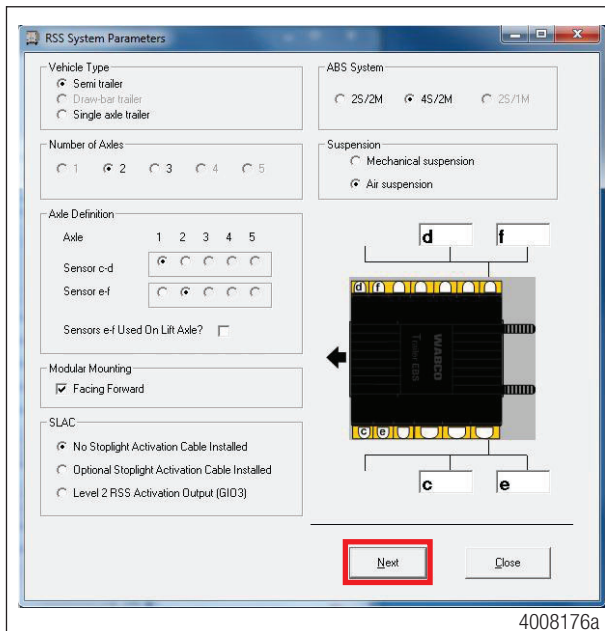 RSS System Parameters
Vehicle Type
Semi trailer
Draw-bar trailer
Single axle trailer
ABS System
2S/2M 4S/2M 2S/1M
Number of Axles
1 2 3 4 5
Suspension
Mechanical suspension
Air suspension
Axle Definition
Axle 1 2 3 4 5
Sensor c-d
Sensor e-f
Sensors e-f Used On Lift Axle?
d f
d f
WABCO
Trailer EBS
c e
c e
Modular Mounting
Facing Forward
SLAC
No Stoplight Activation Cable Installed
Optional Stoplight Activation Cable Installed
Level 2 RSS Activation Output (GIO3)
Next Close
4008176a